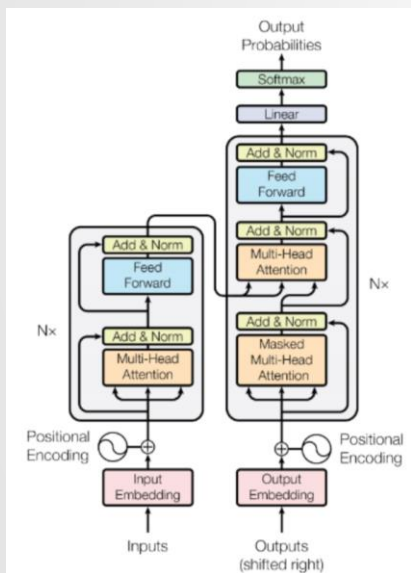 Output
Probabilities
Softmax
Linear
Add & Norm
Feed
Forward
Add & Norm
Multi-Head
Attention
Nx
Add & Norm
Masked
Multi-Head
Attention
Positional
Encoding
Output
Embedding
Outputs
(shifted right)
Add & Norm
Feed
Forward
Nx
Add & Norm
Multi-Head
Attention
Positional
Encoding
Input
Embedding
Inputs